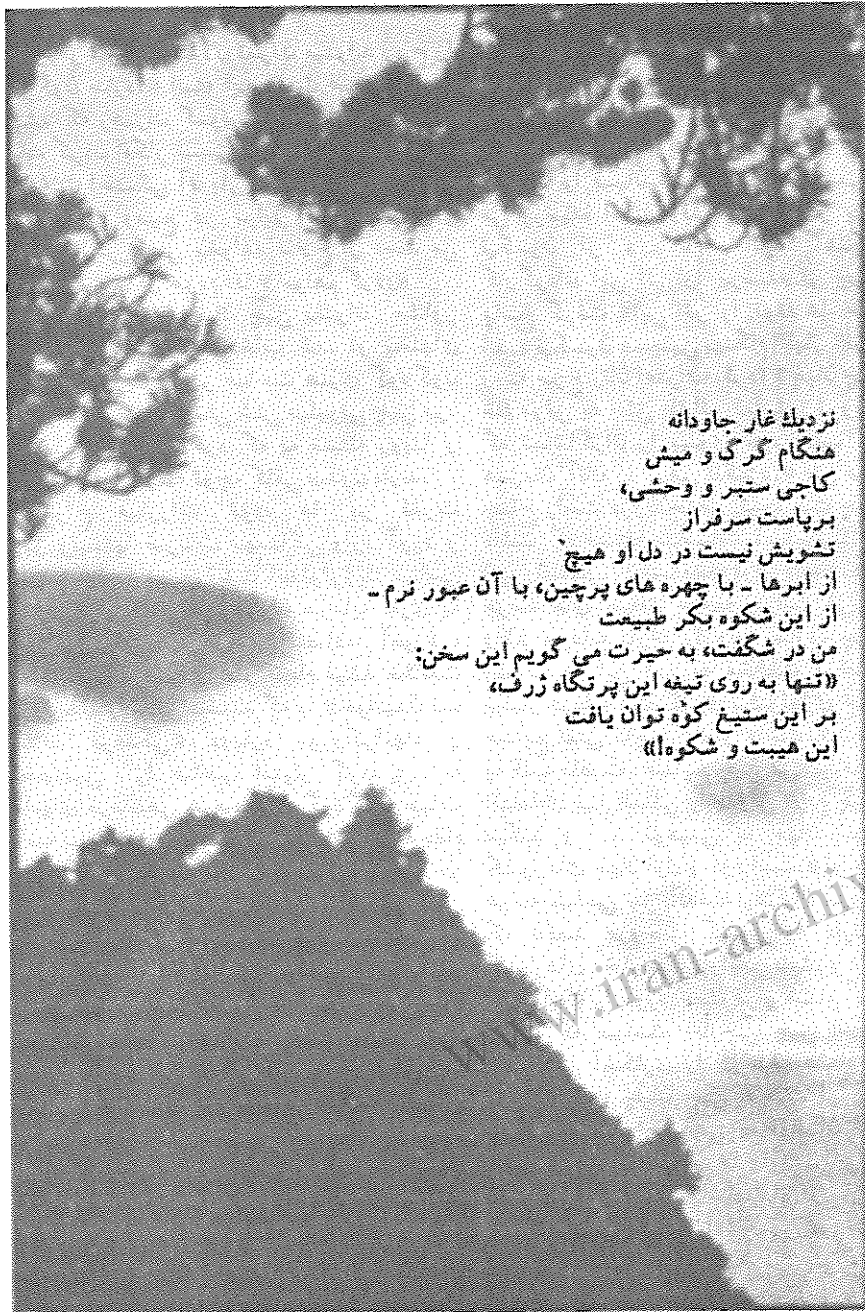 نزدیك غار جاودانه
هنگام گرگ و میش
کاجی ستبر و وحشی،
برپاست سرفراز
تشویش نیست در دل او هیچ
از ابرها ـ با چهره های پرچین، با آن عبور نرم ـ
از این شکوه بکر طبیعت
من در شگفت، به حیرت می گویم این سخن:
«تنها به روی تیغه این پرتگاه ژرف،
بر این ستیغ کوه توان یافت
این هیبت و شکوه!»
www.iran-archiv